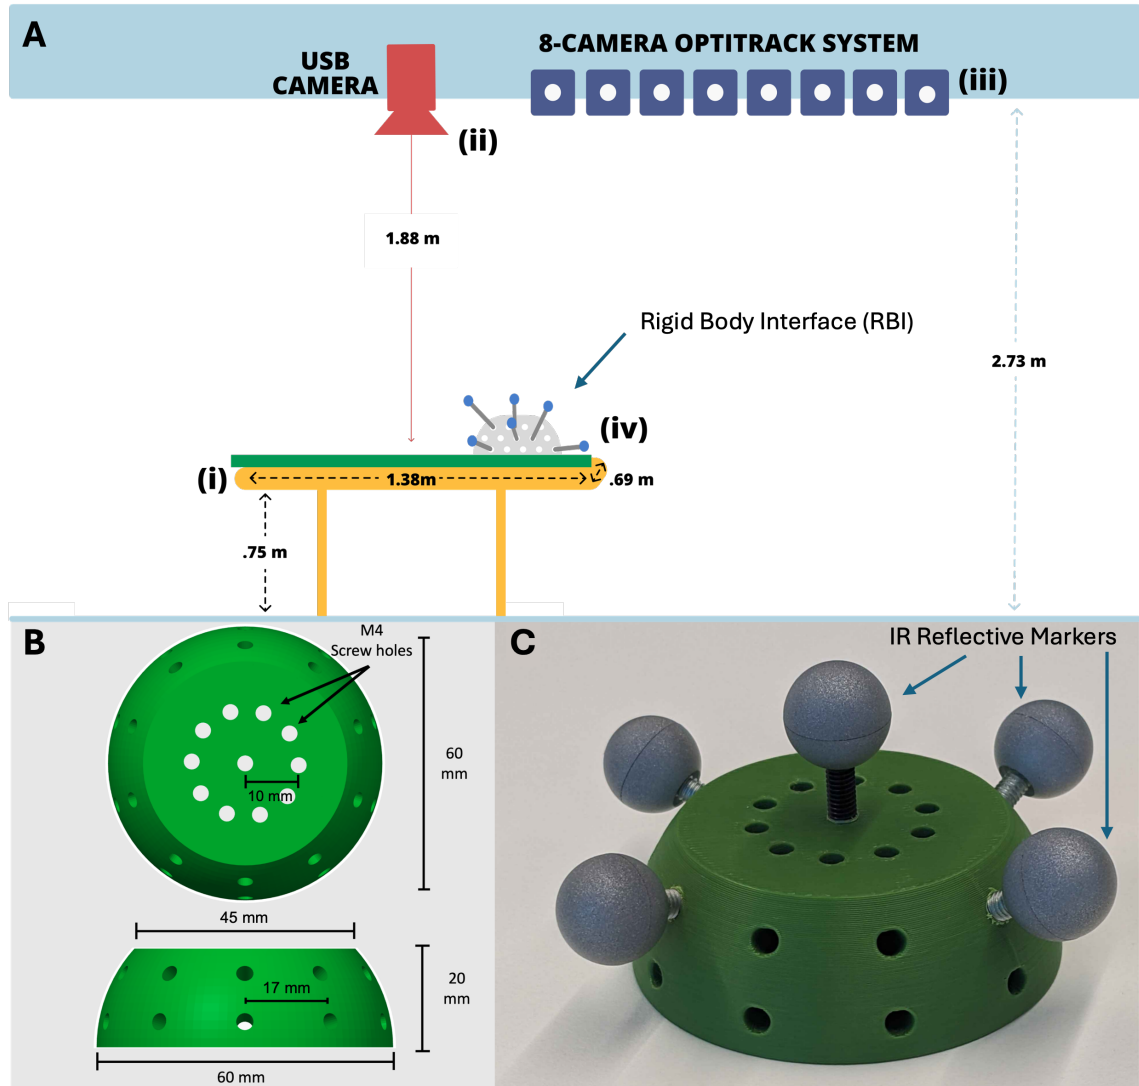 A
USB
CAMERA
(ii)
8-CAMERA OPTITRACK SYSTEM
(iii)
1.88 m
Rigid Body Interface (RBI)
2.73 m
(iv)
(i)
1.38m
.69 m
.75 m
B
M4
Screw holes
10 mm
60
mm
45 mm
17 mm
20
mm
60 mm
C
IR Reflective Markers